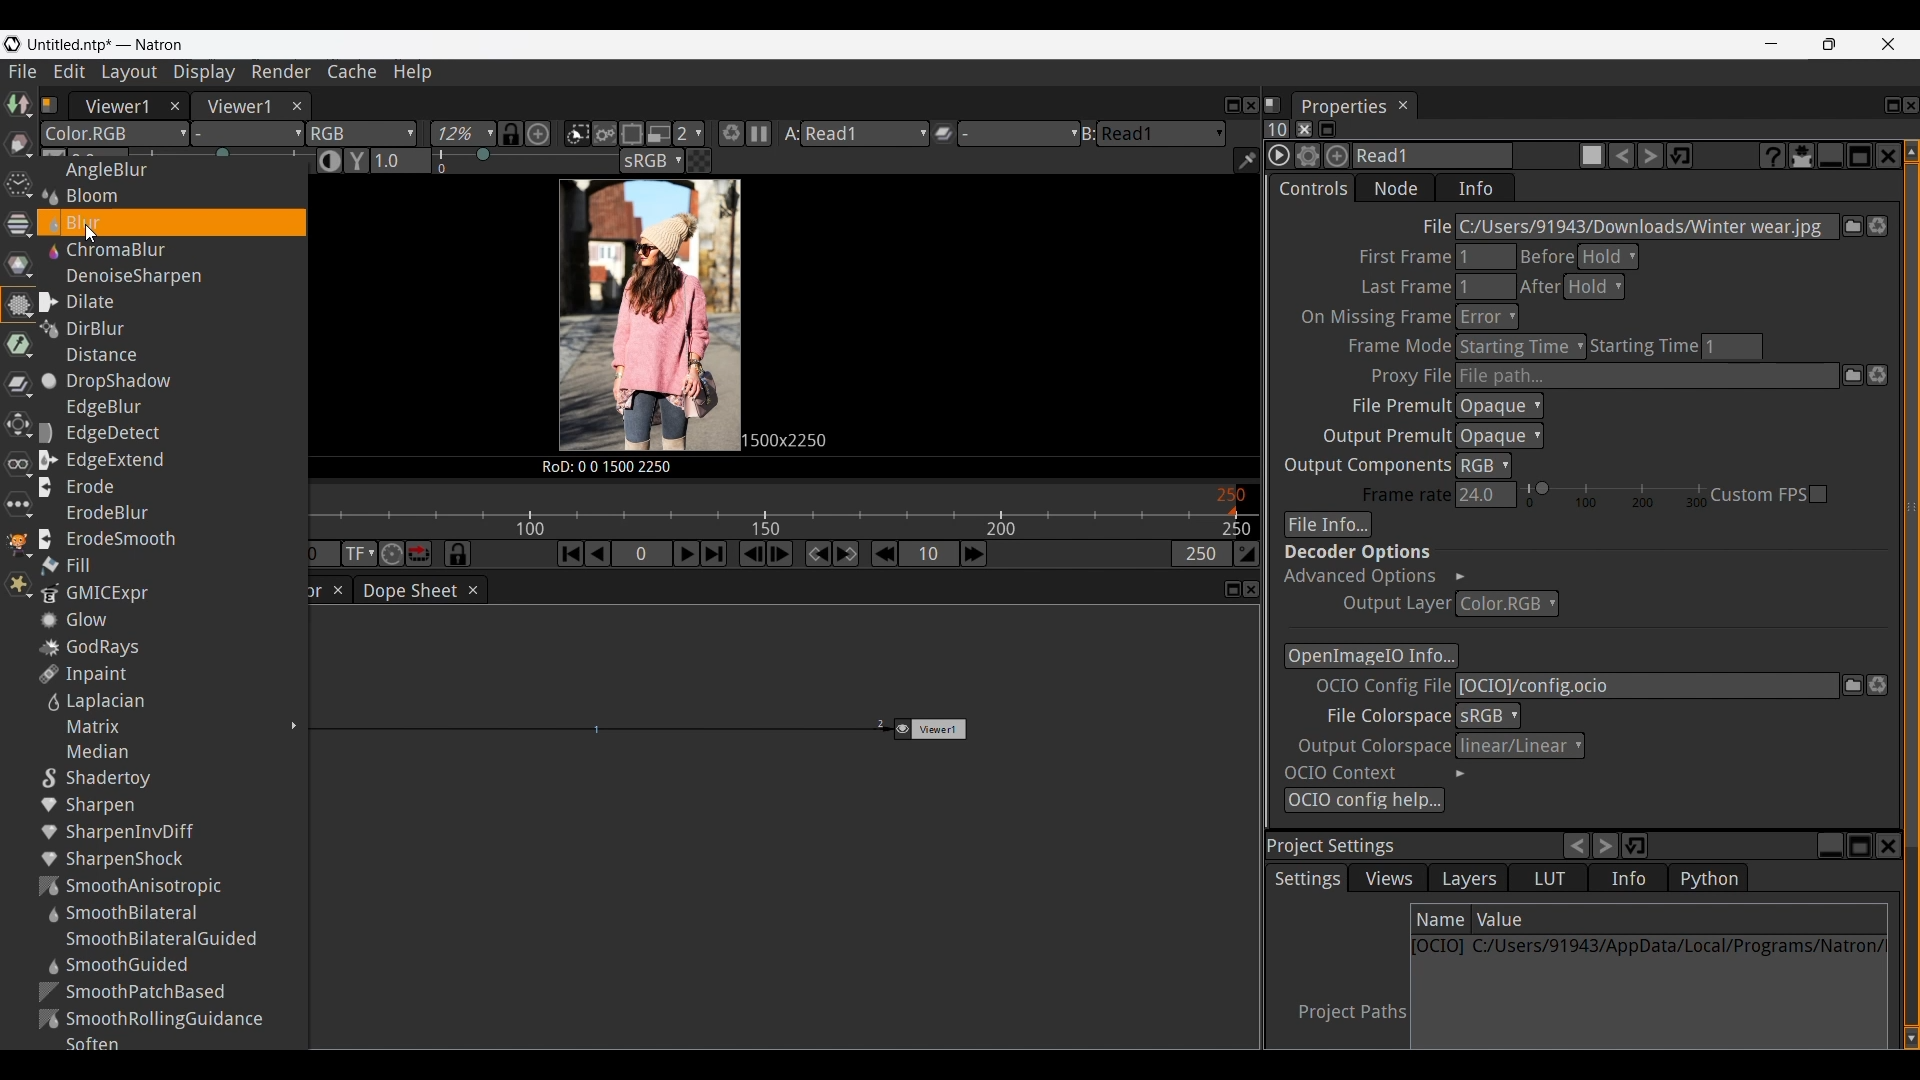 Untitled.ntp* — Natron
File Edit Layout Display Render Cache Help
Viewer1 Viewer1
Color.RGB - - RGB 12% 2 A: Read1 - B: Read1
1.0 0 sRGB
AngleBlur
Bloom
Blur
ChromaBlur
DenoiseSharpen
Dilate
DirBlur
Distance
DropShadow
EdgeBlur
EdgeDetect
EdgeExtend
Erode
ErodeBlur
ErodeSmooth
Fill
GMICExpr
Glow
GodRays
Inpaint
Laplacian
Matrix
Median
Shadertoy
Sharpen
SharpenInvDiff
SharpenShock
SmoothAnisotropic
SmoothBilateral
SmoothBilateralGuided
SmoothGuided
SmoothPatchBased
SmoothRollingGuidance
Soften
1500x2250
RoD: 0 0 1500 2250
250
100 150 200 250
TF 0 10 250
Dope Sheet
1 2 Viewer1
Properties
10
Read1
Controls Node Info
File C:/Users/91943/Downloads/Winter wear.jpg
First Frame 1 Before Hold
Last Frame 1 After Hold
On Missing Frame Error
Frame Mode Starting Time Starting Time 1
Proxy File File path...
File Premult Opaque
Output Premult Opaque
Output Components RGB
Frame rate 24.0 0 100 200 300 Custom FPS
File Info...
Decoder Options
Advanced Options
Output Layer Color.RGB
OpenImageIO Info...
OCIO Config File [OCIO]/config.ocio
File Colorspace sRGB
Output Colorspace linear/Linear
OCIO Context
OCIO config help...
Project Settings
Settings Views Layers LUT Info Python
Name Value
[OCIO] C:/Users/91943/AppData/Local/Programs/Natron/
Project Paths